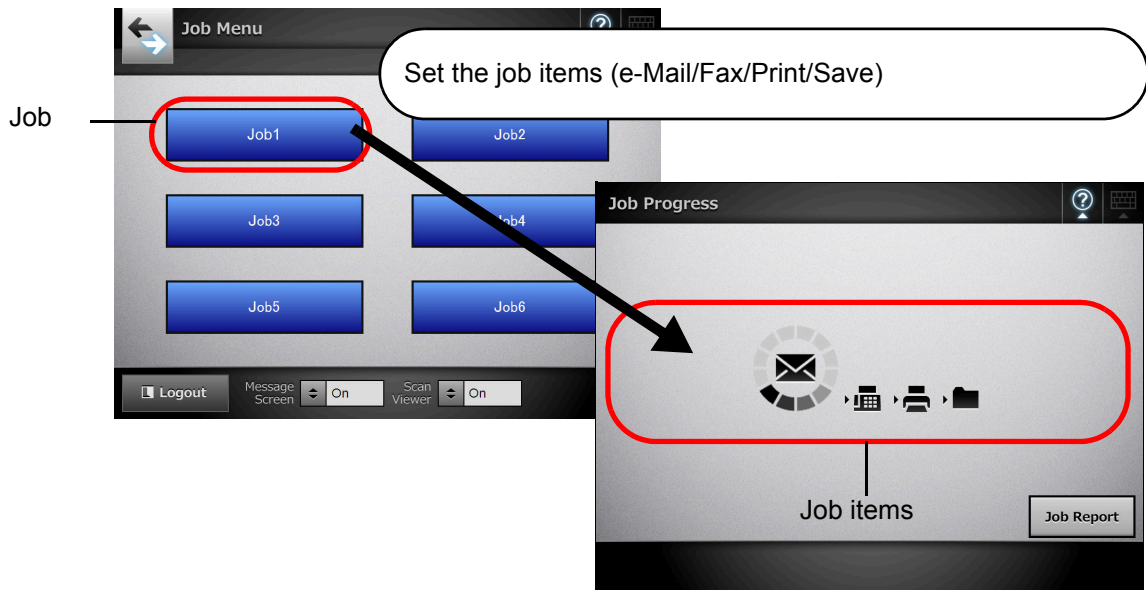 Job Menu
?
Set the job items (e-Mail/Fax/Print/Save)
Job
Job1
Job2
Job3
Job4
Job5
Job6
Logout
Message Screen
On
Scan Viewer
On
Job Progress
?
Job items
Job Report